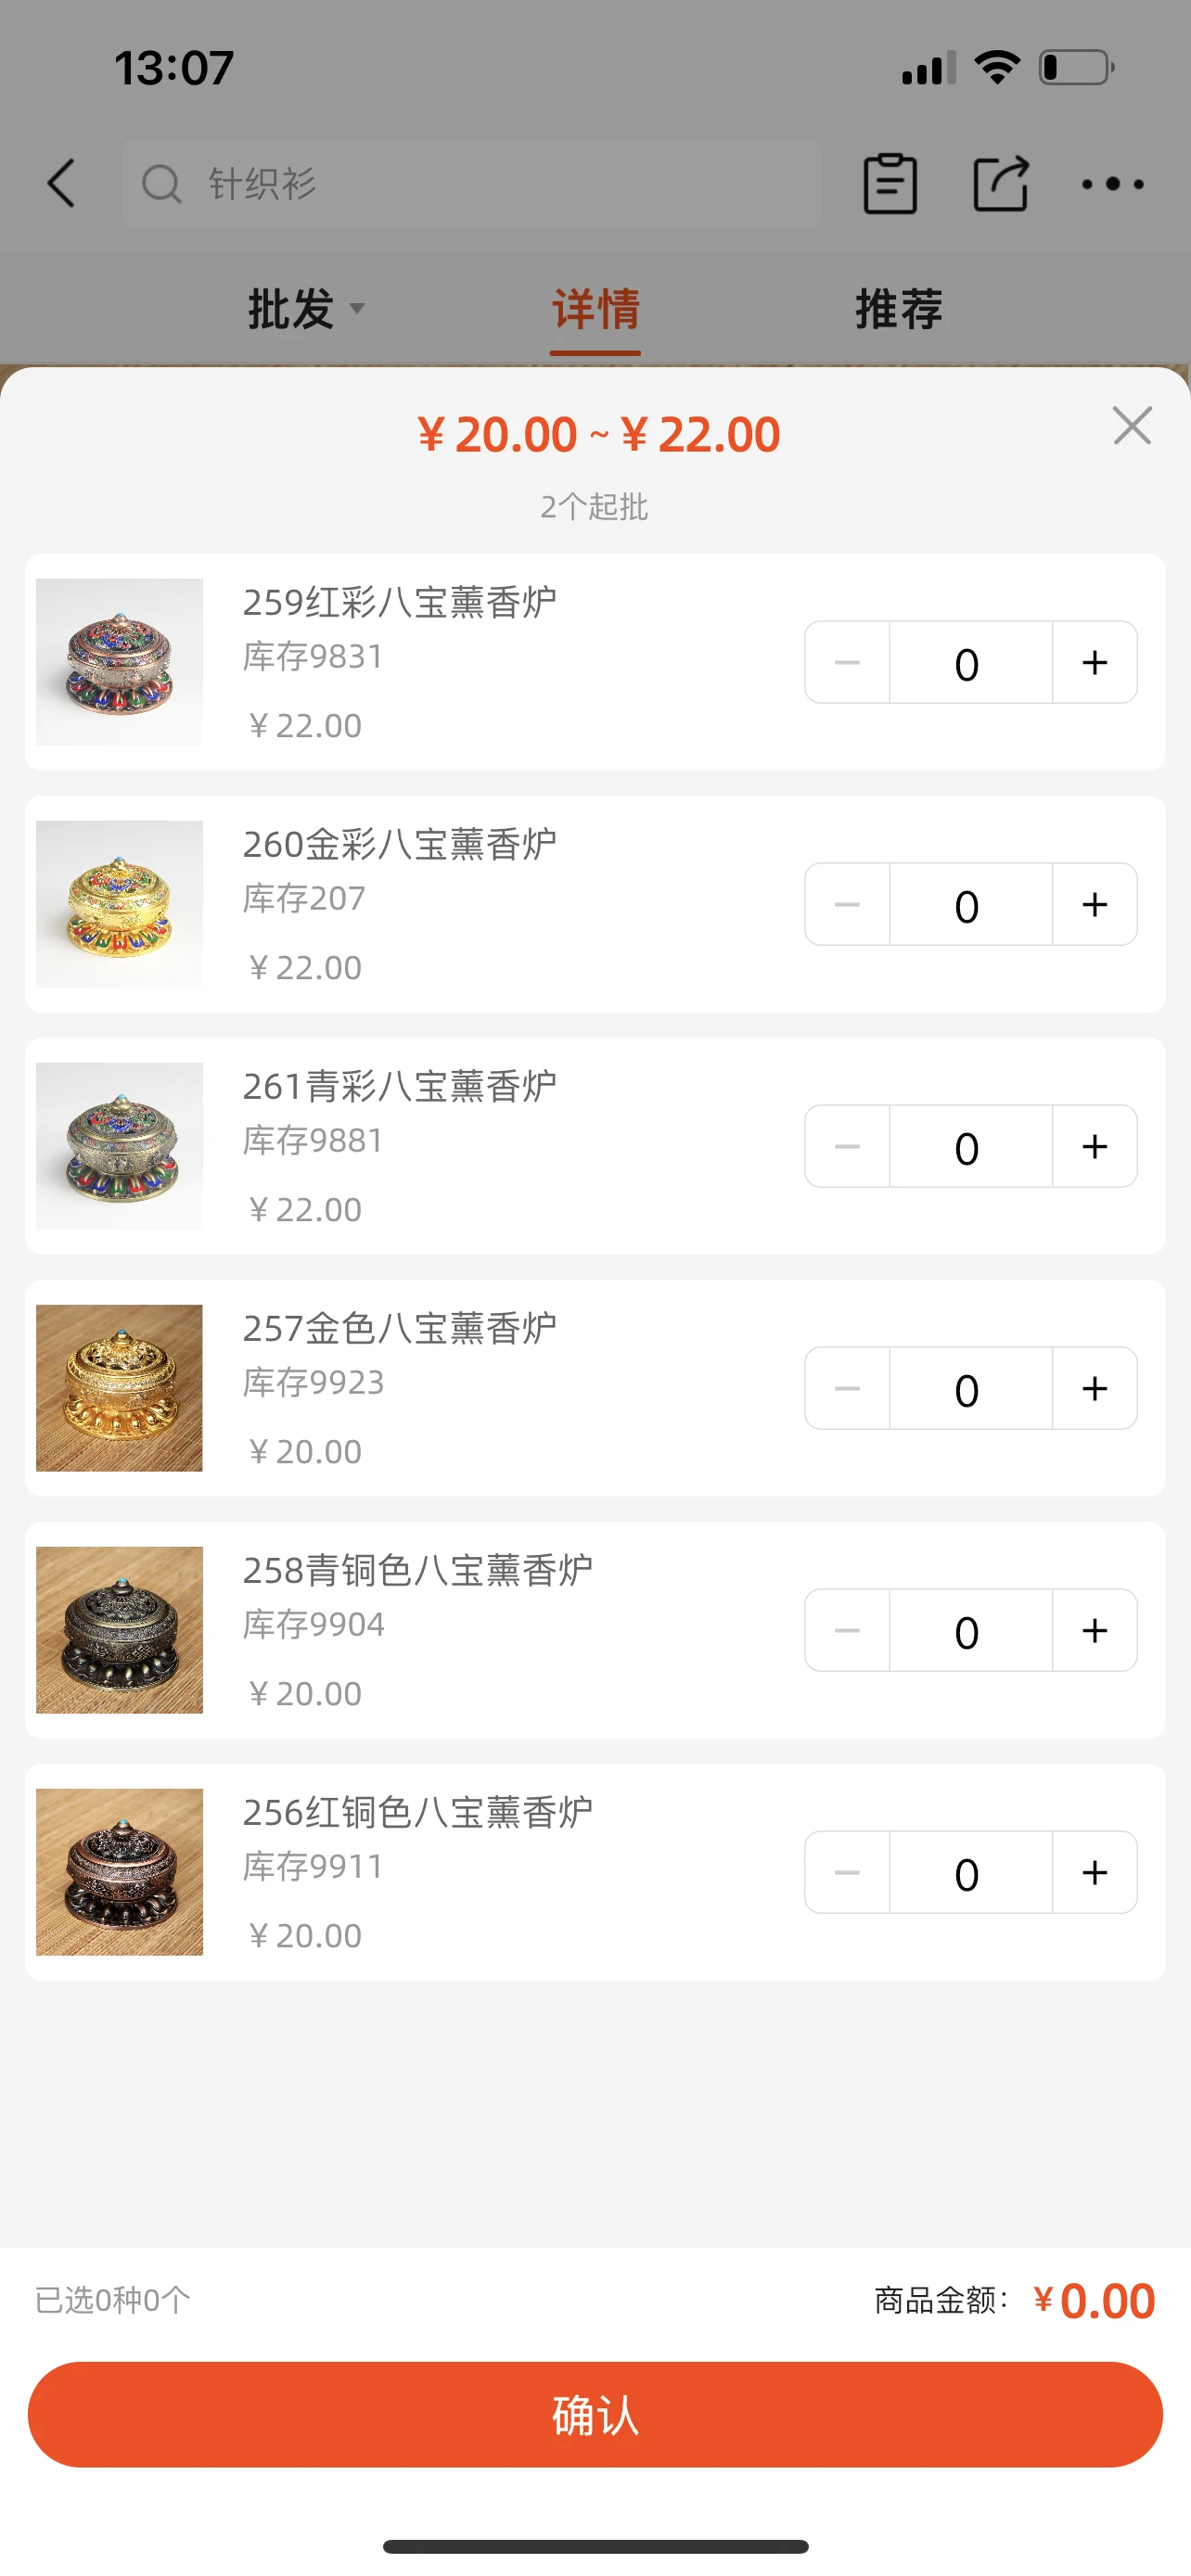 13:07
针织衫
批发 详情 推荐
¥20.00 ~ ¥22.00
2个起批
259红彩八宝薰香炉
库存9831
¥22.00
0
260金彩八宝薰香炉
库存207
¥22.00
0
261青彩八宝薰香炉
库存9881
¥22.00
0
257金色八宝薰香炉
库存9923
¥20.00
0
258青铜色八宝薰香炉
库存9904
¥20.00
0
256红铜色八宝薰香炉
库存9911
¥20.00
0
已选0种0个 商品金额：¥0.00
确认